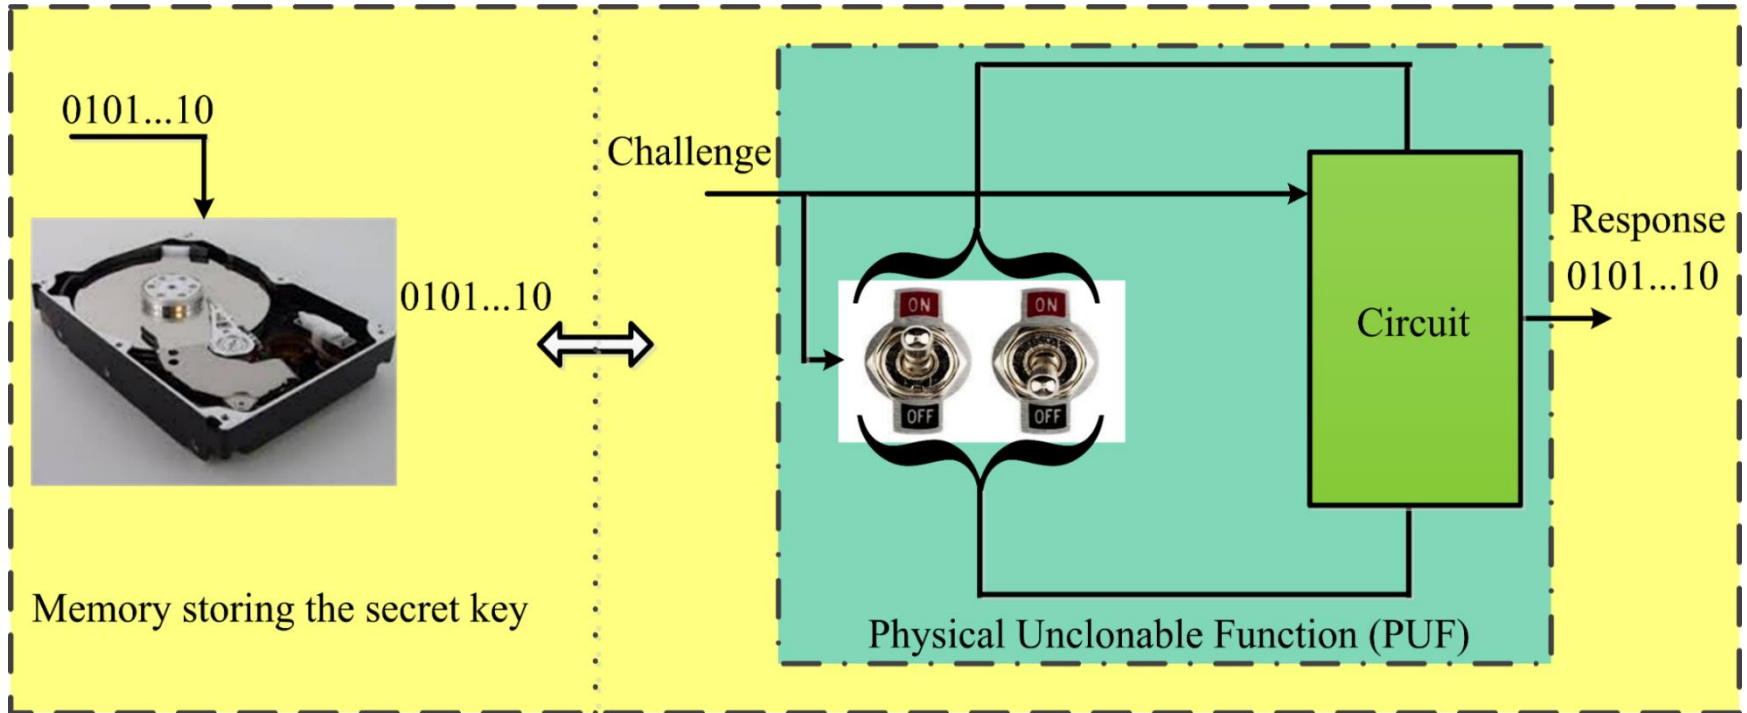 0101...10
0101...10
Memory storing the secret key
Challenge
ON
ON
OFF
OFF
Circuit
Response
0101...10
Physical Unclonable Function (PUF)